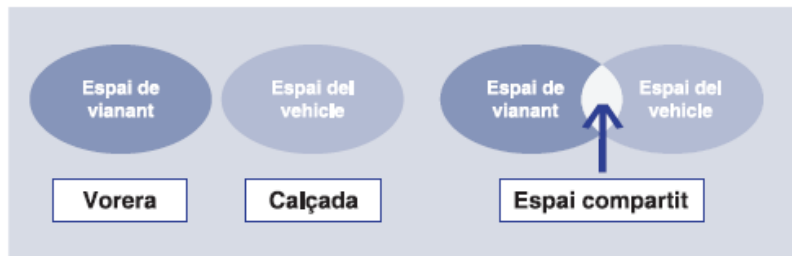 Espai de
vianant
Espai del
vehicle
Espai de
vianant
Espai del
vehicle
Vorera
Calçada
Espai compartit